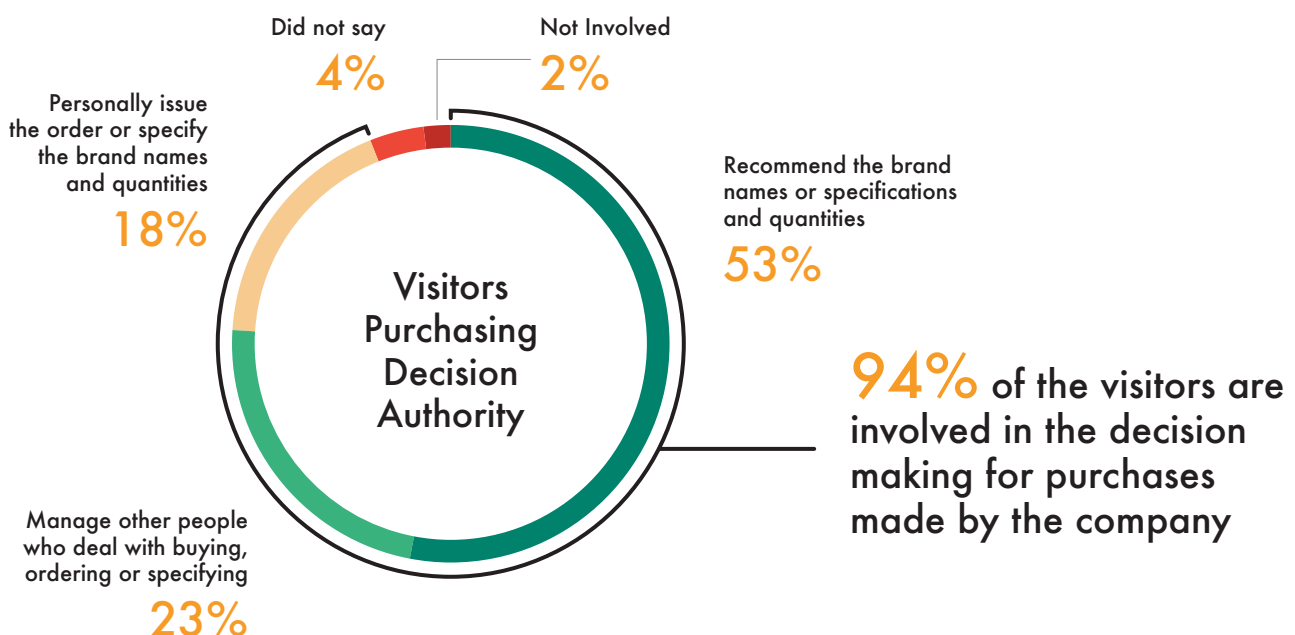 Did not say
4%
Not Involved
2%
Personally issue
the order or specify
the brand names
and quantities
18%
Recommend the brand
names or specifications
and quantities
53%
Visitors
Purchasing
Decision
Authority
94% of the visitors are
involved in the decision
making for purchases
made by the company
Manage other people
who deal with buying,
ordering or specifying
23%